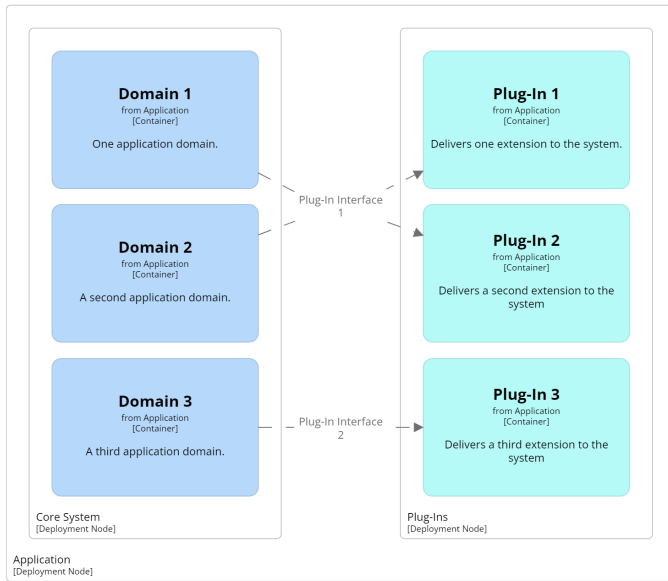 Domain 1
from Application
[Container]
One application domain.
Plug-In 1
from Application
[Container]
Delivers one extension to the system.
Plug-In Interface
1
Domain 2
from Application
[Container]
A second application domain.
Plug-In 2
from Application
[Container]
Delivers a second extension to the
system
Domain 3
from Application
[Container]
A third application domain.
Plug-In Interface
2
Plug-In 3
from Application
[Container]
Delivers a third extension to the
system
Core System
[Deployment Node]
Plug-Ins
[Deployment Node]
Application
[Deployment Node]